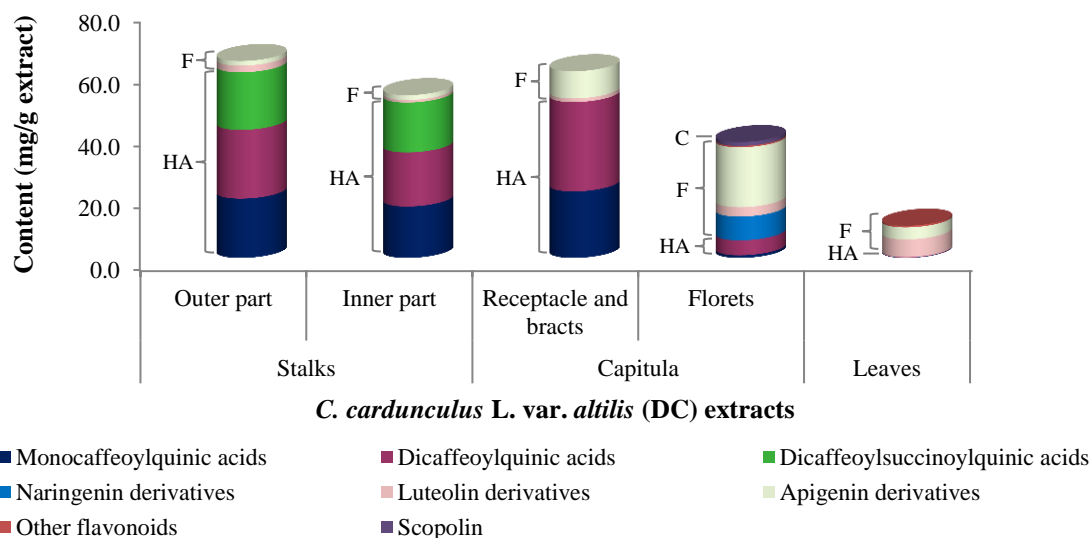 Content (mg/g extract)
80.0
60.0
40.0
20.0
0.0
F
HA
F
HA
F
HA
C
F
HA
F
HA
Outer part
Inner part
Receptacle and
bracts
Florets
Stalks
Capitula
Leaves
C. cardunculus L. var. altilis (DC) extracts
Monocaffeoylquinic acids
Dicaffeoylquinic acids
Dicaffeoylsuccinoylquinic acids
Naringenin derivatives
Luteolin derivatives
Apigenin derivatives
Other flavonoids
Scopolin